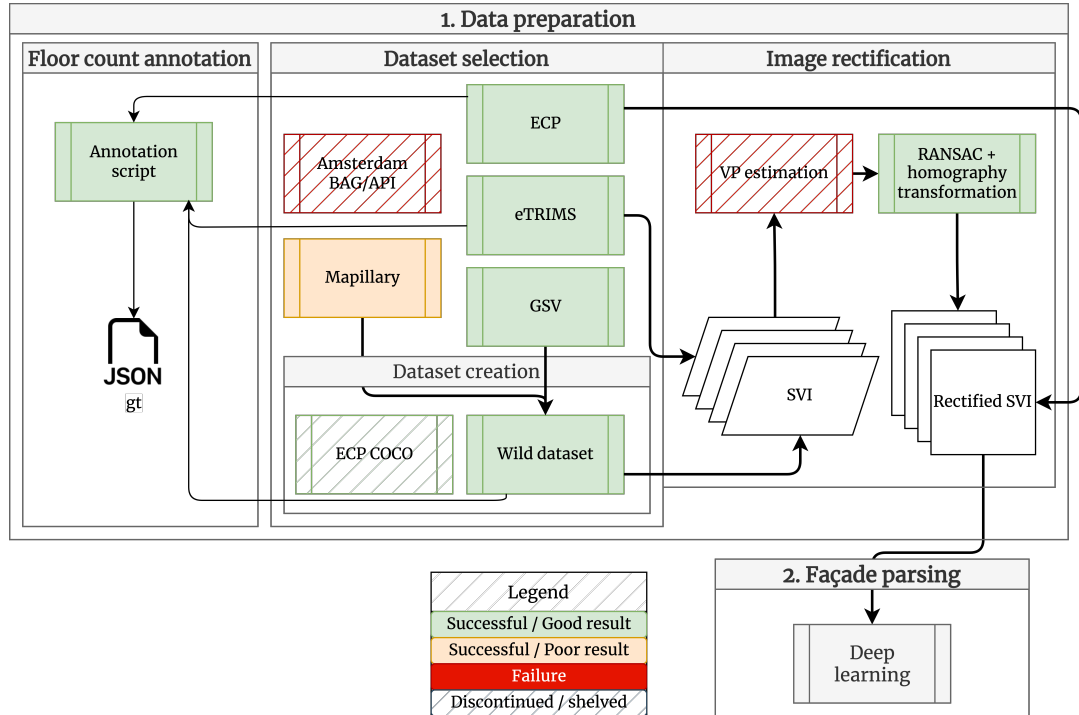 1. Data preparation
Floor count annotation
Dataset selection
Image rectification
Annotation
script
JSON
gt
ECP
Amsterdam
BAG/API
eTRIMS
Mapillary
GSV
Dataset creation
ECP COCO
Wild dataset
VP estimation
RANSAC +
homography
transformation
SVI
Rectified SVI
2. Façade parsing
Deep
learning
Legend
Successful / Good result
Successful / Poor result
Failure
Discontinued / shelved